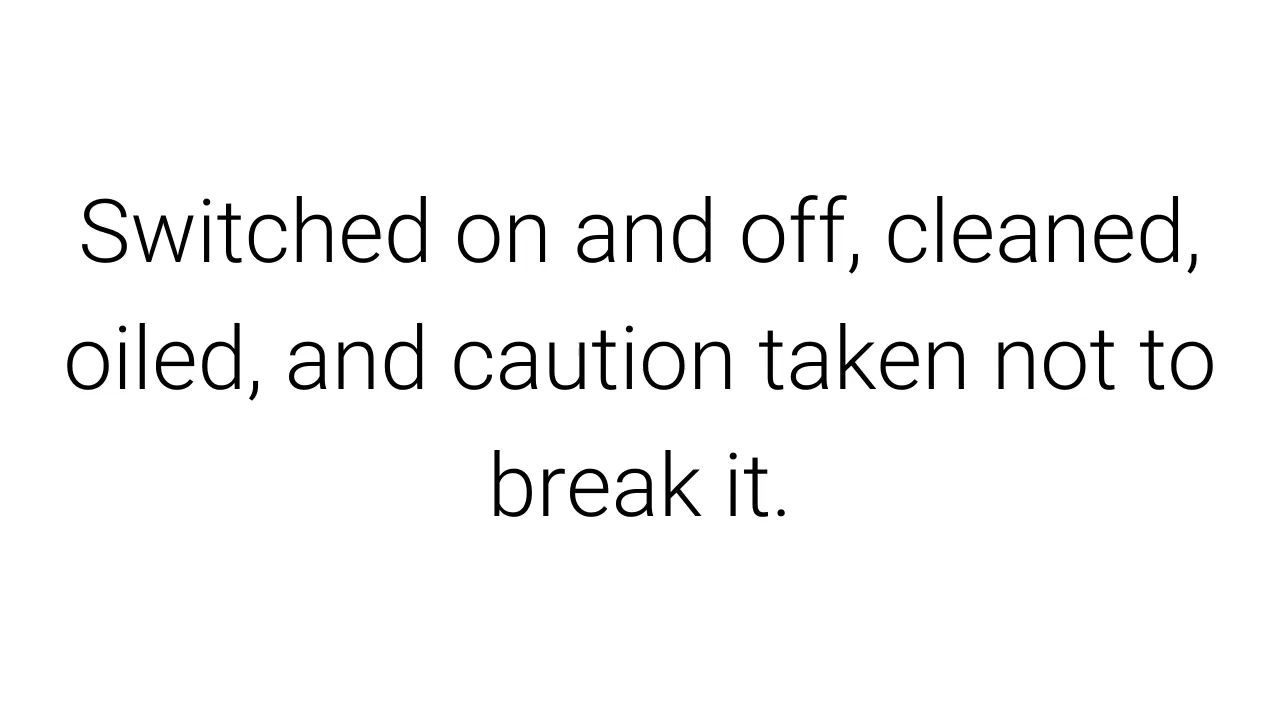 Switched on and off, cleaned,
oiled, and caution taken not to
break it.